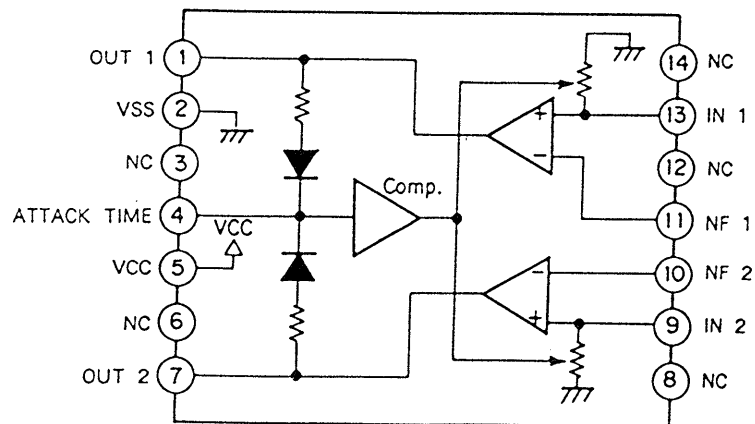 OUT 1 1
VSS 2
NC 3
ATTACK TIME 4
VCC
VCC 5
NC 6
OUT 2 7
Comp.
+
−
−
+
14 NC
13 IN 1
12 NC
11 NF 1
10 NF 2
9 IN 2
8 NC